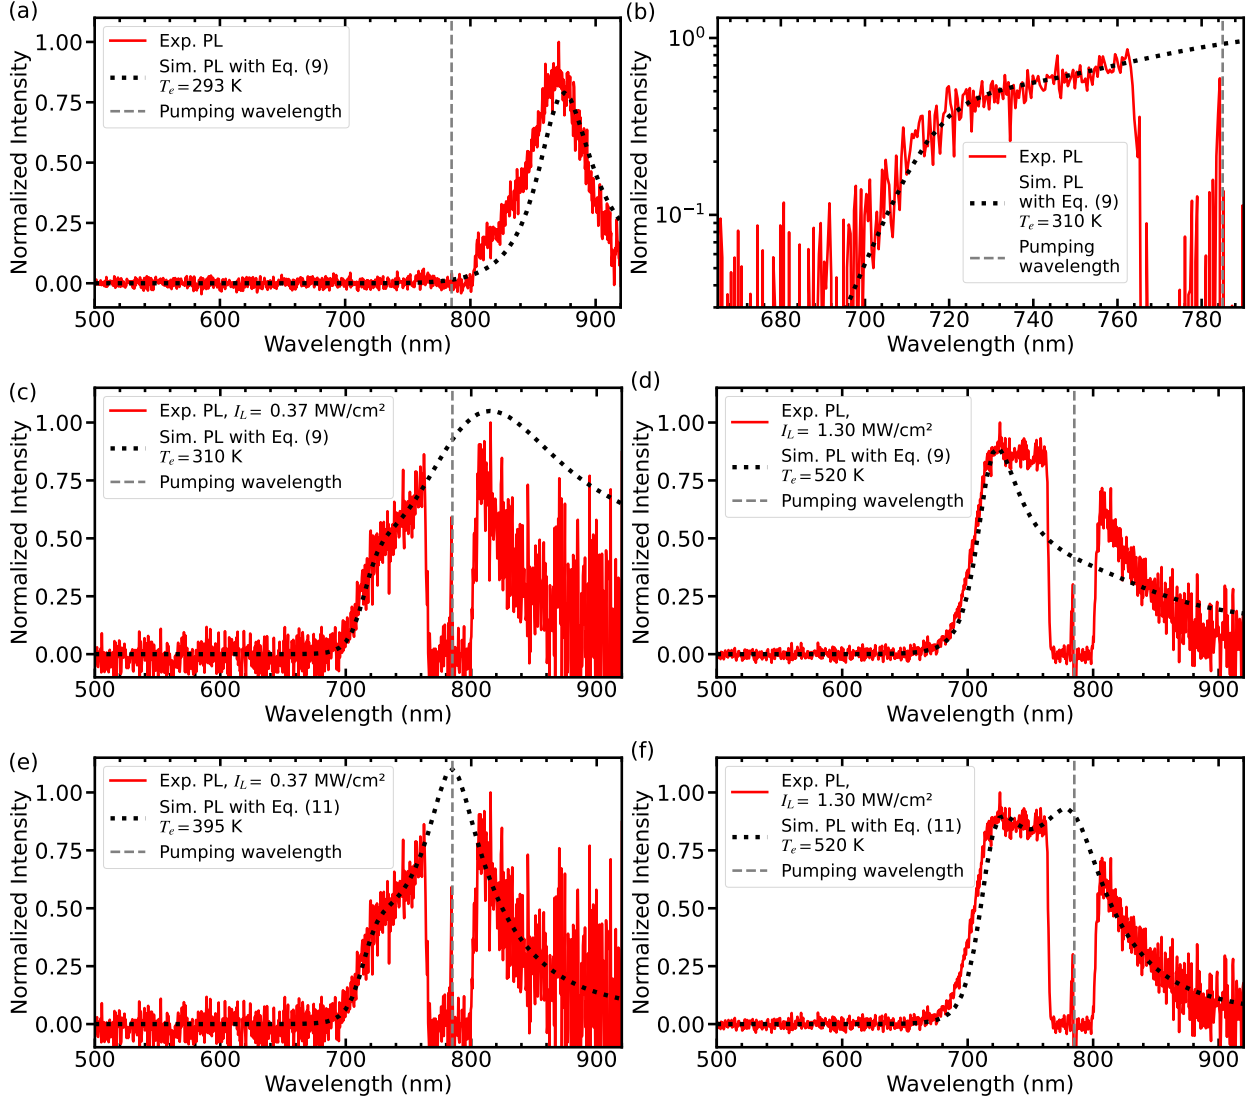 (a)
Exp. PL
Sim. PL with Eq. (9)
Tₑ = 293 K
Pumping wavelength
Normalized Intensity
1.00
0.75
0.50
0.25
0.00
500
600
700
800
900
Wavelength (nm)
(b)
Exp. PL
Sim. PL
with Eq. (9)
Tₑ = 310 K
Pumping
wavelength
Normalized Intensity
10⁰
10⁻¹
680
700
720
740
760
780
Wavelength (nm)
(c)
Exp. PL, I_L = 0.37 MW/cm²
Sim. PL with Eq. (9)
Tₑ = 310 K
Pumping wavelength
Normalized Intensity
1.00
0.75
0.50
0.25
0.00
500
600
700
800
900
Wavelength (nm)
(d)
Exp. PL,
I_L = 1.30 MW/cm²
Sim. PL with Eq. (9)
Tₑ = 520 K
Pumping wavelength
Normalized Intensity
1.00
0.75
0.50
0.25
0.00
500
600
700
800
900
Wavelength (nm)
(e)
Exp. PL, I_L = 0.37 MW/cm²
Sim. PL with Eq. (11)
Tₑ = 395 K
Pumping wavelength
Normalized Intensity
1.00
0.75
0.50
0.25
0.00
500
600
700
800
900
Wavelength (nm)
(f)
Exp. PL,
I_L = 1.30 MW/cm²
Sim. PL with Eq. (11)
Tₑ = 520 K
Pumping wavelength
Normalized Intensity
1.00
0.75
0.50
0.25
0.00
500
600
700
800
900
Wavelength (nm)